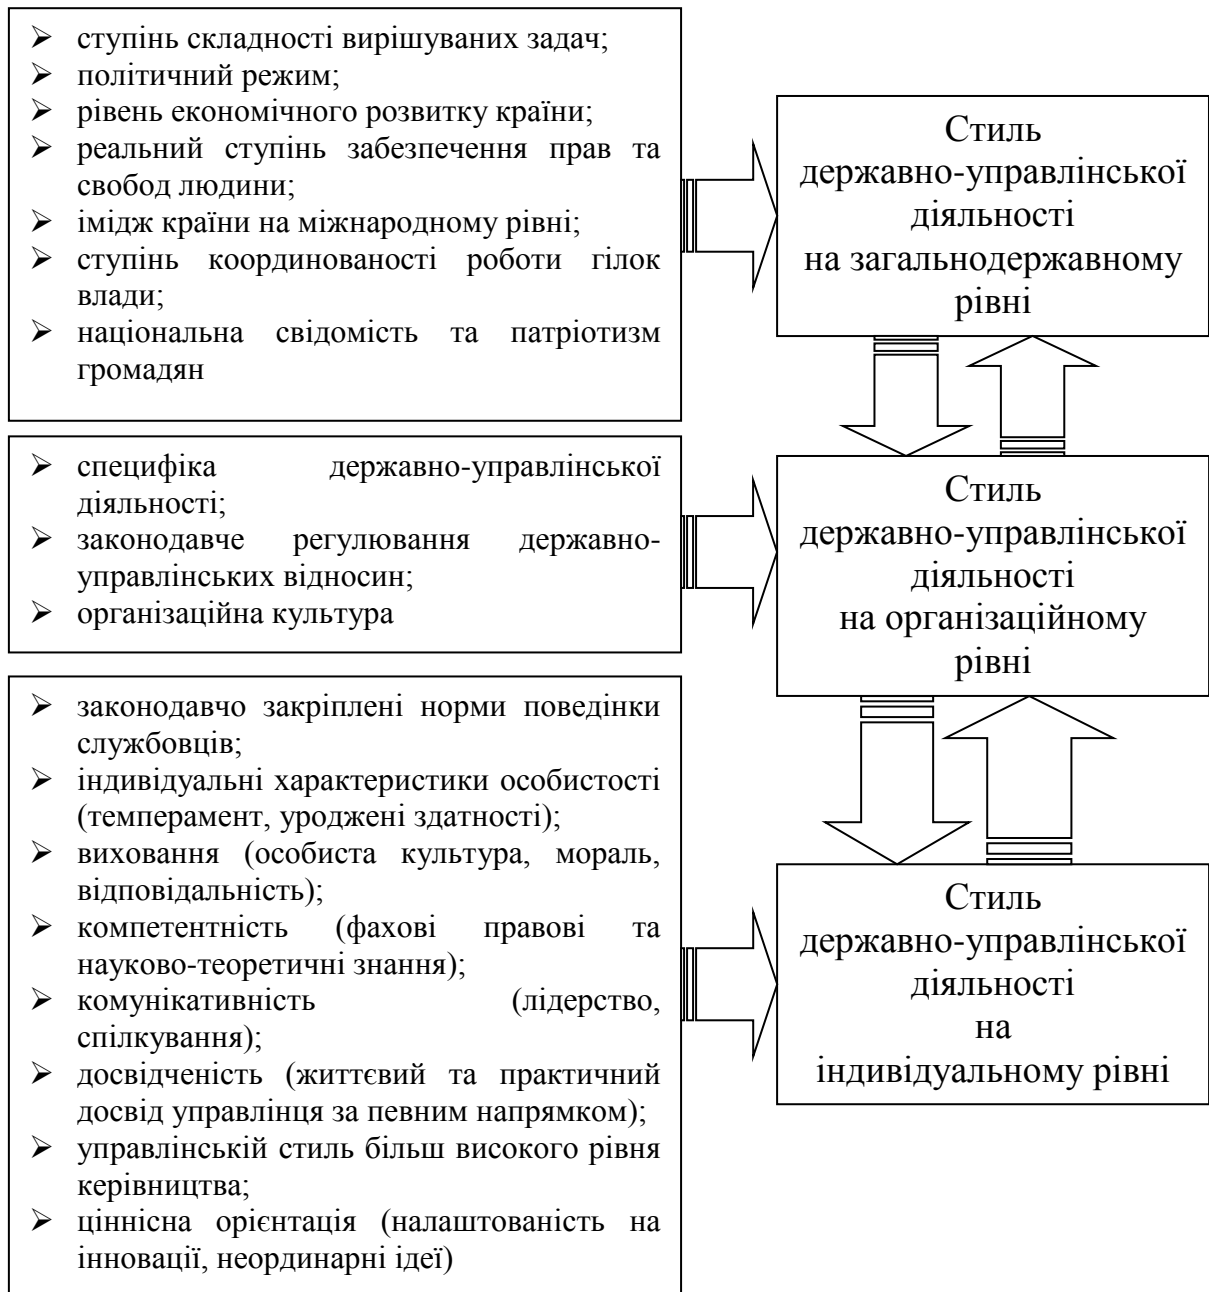 ➢ ступінь складності вирішуваних задач;
➢ політичний режим;
➢ рівень економічного розвитку країни;
➢ реальний ступінь забезпечення прав та
свобод людини;
➢ імідж країни на міжнародному рівні;
➢ ступінь координованості роботи гілок
влади;
➢ національна свідомість та патріотизм
громадян
Стиль
державно-управлінської
діяльності
на загальнодержавному
рівні
➢ специфіка державно-управлінської
діяльності;
➢ законодавче регулювання державно-
управлінських відносин;
➢ організаційна культура
Стиль
державно-управлінської
діяльності
на організаційному
рівні
➢ законодавчо закріплені норми поведінки
службовців;
➢ індивідуальні характеристики особистості
(темперамент, уроджені здатності);
➢ виховання (особиста культура, мораль,
відповідальність);
➢ компетентність (фахові правові та
науково-теоретичні знання);
➢ комунікативність (лідерство,
спілкування);
➢ досвідченість (життєвий та практичний
досвід управлінця за певним напрямком);
➢ управлінській стиль більш високого рівня
керівництва;
➢ ціннісна орієнтація (налаштованість на
інновації, неординарні ідеї)
Стиль
державно-управлінської
діяльності
на
індивідуальному рівні